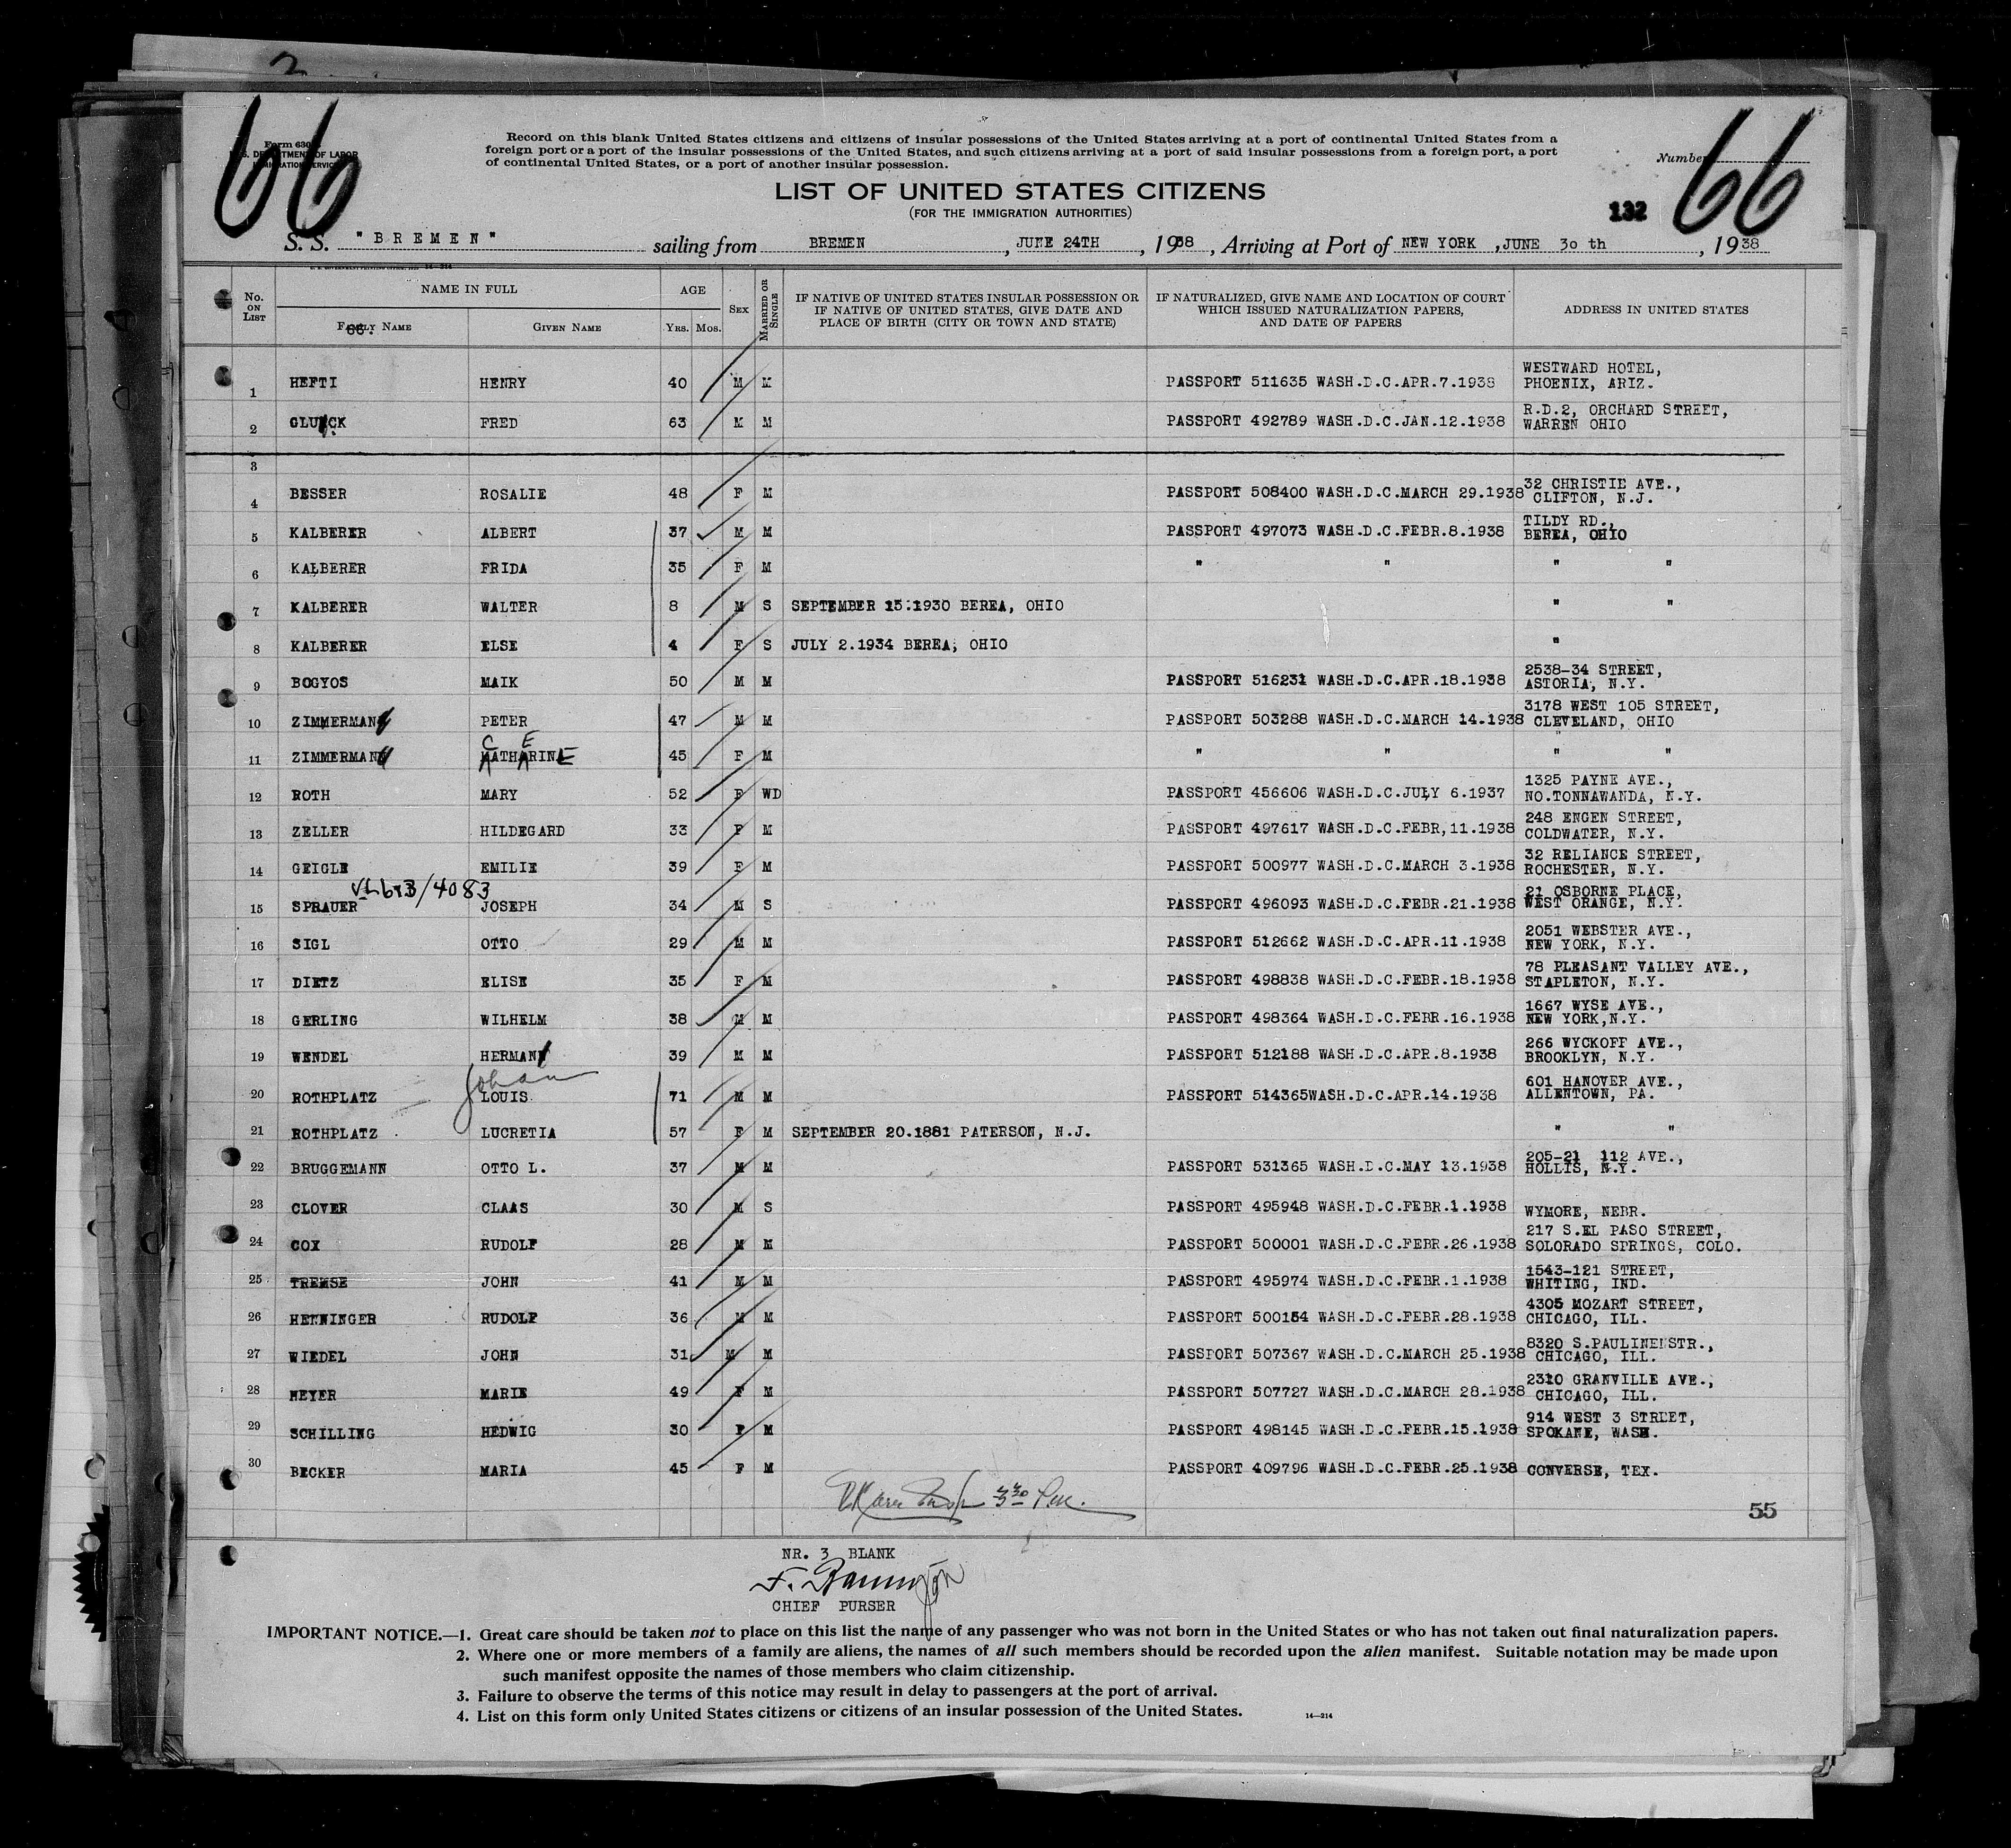 2
66
66
Form 630
U.S. DEPARTMENT OF LABOR
IMMIGRATION SERVICE
Record on this blank United States citizens and citizens of insular possessions of the United States arriving at a port of continental United States from a
foreign port or a port of the insular possessions of the United States, and such citizens arriving at a port of said insular possessions from a foreign port, a port
of continental United States, or a port of another insular possession.
Number
LIST OF UNITED STATES CITIZENS
(FOR THE IMMIGRATION AUTHORITIES)
132
S. S. "BREMEN" sailing from BREMEN, JUNE 24TH, 1938, Arriving at Port of NEW YORK, JUNE 30 th, 1938
No. ON LIST NAME IN FULL AGE SEX MARRIED OR SINGLE IF NATIVE OF UNITED STATES INSULAR POSSESSION OR IF NATIVE OF UNITED STATES, GIVE DATE AND PLACE OF BIRTH (CITY OR TOWN AND STATE) IF NATURALIZED, GIVE NAME AND LOCATION OF COURT WHICH ISSUED NATURALIZATION PAPERS, AND DATE OF PAPERS ADDRESS IN UNITED STATES
FAMILY NAME GIVEN NAME YRS. MOS.
66.
1 HEFTI HENRY 40 M M PASSPORT 511635 WASH.D.C.APR.7.1938 WESTWARD HOTEL, PHOENIX, ARIZ.
2 GLUECK FRED 63 M M PASSPORT 492789 WASH.D.C.JAN.12.1938 R.D.2, ORCHARD STREET, WARREN OHIO
3
4 BESSER ROSALIE 48 F M PASSPORT 508400 WASH.D.C.MARCH 29.1938 32 CHRISTIE AVE., CLIFTON, N.J.
5 KALBERER ALBERT 37 M M PASSPORT 497073 WASH.D.C.FEBR.8.1938 TILDY RD., BEREA, OHIO
6 KALBERER FRIDA 35 F M " " " "
7 KALBERER WALTER 8 M S SEPTEMBER 15.1930 BEREA, OHIO " "
8 KALBERER ELSE 4 F S JULY 2.1934 BEREA, OHIO "
9 BOGYOS MAIK 50 M M PASSPORT 516231 WASH.D.C.APR.18.1938 2538-34 STREET, ASTORIA, N.Y.
10 ZIMMERMANN PETER 47 M M PASSPORT 503288 WASH.D.C.MARCH 14.1938 3178 WEST 105 STREET, CLEVELAND, OHIO
C E
11 ZIMMERMANN KATHARINE 45 F M " " " "
12 ROTH MARY 52 F WD PASSPORT 456606 WASH.D.C.JULY 6.1937 1325 PAYNE AVE., NO.TONNAWANDA, N.Y.
13 ZELLER HILDEGARD 33 F M PASSPORT 497617 WASH.D.C.FEBR,11.1938 248 ENGEN STREET, COLDWATER, N.Y.
14 GEIGLE EMILIE 39 F M PASSPORT 500977 WASH.D.C.MARCH 3.1938 32 RELIANCE STREET, ROCHESTER, N.Y.
15 SPRAUER JOSEPH 34 M S PASSPORT 496093 WASH.D.C.FEBR.21.1938 21 OSBORNE PLACE, WEST ORANGE, N.Y.
16 SIGL OTTO 29 M M PASSPORT 512662 WASH.D.C.APR.11.1938 2051 WEBSTER AVE., NEW YORK, N.Y.
17 DIETZ ELISE 35 F M PASSPORT 498838 WASH.D.C.FEBR.18.1938 78 PLEASANT VALLEY AVE., STAPLETON, N.Y.
18 GERLING WILHELM 38 M M PASSPORT 498364 WASH.D.C.FEBR.16.1938 1667 WYSE AVE., NEW YORK,N.Y.
19 WENDEL HERMANN 39 M M PASSPORT 512188 WASH.D.C.APR.8.1938 266 WYCKOFF AVE., BROOKLYN, N.Y.
Johan
20 ROTHPLATZ LOUIS 71 M M PASSPORT 514365WASH.D.C.APR.14.1938 601 HANOVER AVE., ALLENTOWN, PA.
21 ROTHPLATZ LUCRETIA 57 F M SEPTEMBER 20.1881 PATERSON, N.J. " "
22 BRUGGEMANN OTTO L. 37 M M PASSPORT 531365 WASH.D.C.MAY 13.1938 205-21 112 AVE., HOLLIS, N.Y.
23 CLOVER CLAAS 30 M S PASSPORT 495948 WASH.D.C.FEBR.1.1938 WYMORE, NEBR.
24 COX RUDOLF 28 M M PASSPORT 500001 WASH.D.C.FEBR.26.1938 217 S.EL PASO STREET, SOLORADO SPRINGS, COLO.
25 TREMSE JOHN 41 M M PASSPORT 495974 WASH.D.C.FEBR.1.1938 1543-121 STREET, WHITING, IND.
26 HENNINGER RUDOLF 36 M M PASSPORT 500154 WASH.D.C.FEBR.28.1938 4305 MOZART STREET, CHICAGO, ILL.
27 WIEDEL JOHN 31 M M PASSPORT 507367 WASH.D.C.MARCH 25.1938 8320 S.PAULINE STR., CHICAGO, ILL.
28 MEYER MARIE 49 F M PASSPORT 507727 WASH.D.C.MARCH 28.1938 2310 GRANVILLE AVE., CHICAGO, ILL.
29 SCHILLING HEDWIG 30 F M PASSPORT 498145 WASH.D.C.FEBR.15.1938 914 WEST 3 STREET, SPOKANE, WASH.
30 BECKER MARIA 45 F M PASSPORT 409796 WASH.D.C.FEBR.25.1938 CONVERSE, TEX.
55
NR. 3 BLANK
CHIEF PURSER
IMPORTANT NOTICE.—1. Great care should be taken not to place on this list the name of any passenger who was not born in the United States or who has not taken out final naturalization papers.
2. Where one or more members of a family are aliens, the names of all such members should be recorded upon the alien manifest. Suitable notation may be made upon
such manifest opposite the names of those members who claim citizenship.
3. Failure to observe the terms of this notice may result in delay to passengers at the port of arrival.
4. List on this form only United States citizens or citizens of an insular possession of the United States.
14—214